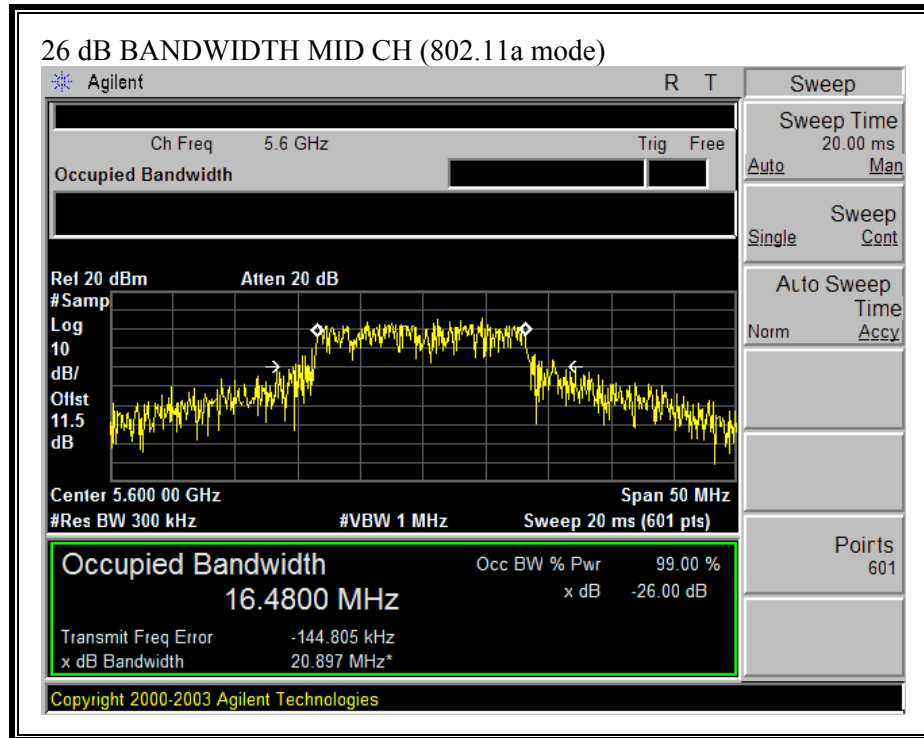 26 dB BANDWIDTH MID CH (802.11a mode)
Agilent R T
Sweep
Ch Freq 5.6 GHz Trig Free
Occupied Bandwidth
Sweep Time
20.00 ms
Auto Man
Sweep
Single Cont
Auto Sweep
Time
Norm Accy
Points
601
Ref 20 dBm Atten 20 dB
#Samp
Log
10
dB/
Offst
11.5
dB
Center 5.600 00 GHz Span 50 MHz
#Res BW 300 kHz #VBW 1 MHz Sweep 20 ms (601 pts)
Occupied Bandwidth Occ BW % Pwr 99.00 %
16.4800 MHz x dB -26.00 dB
Transmit Freq Error -144.805 kHz
x dB Bandwidth 20.897 MHz*
Copyright 2000-2003 Agilent Technologies